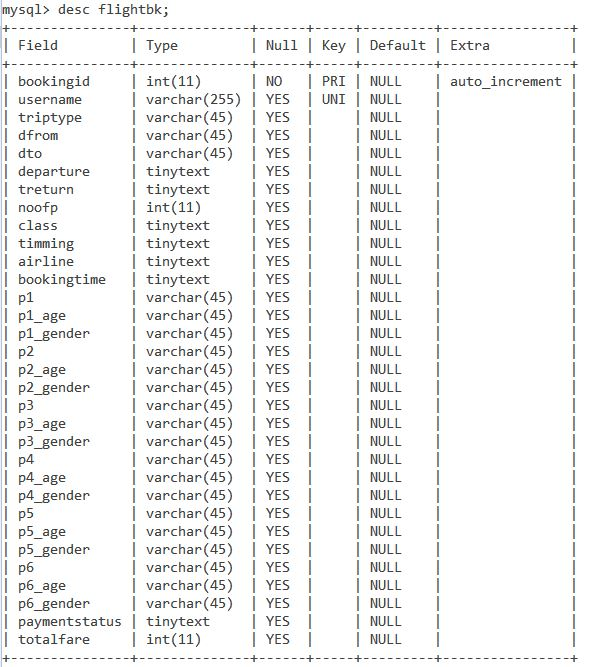 mysql> desc flightbk;
+---------------+--------------+------+-----+---------+----------------+
| Field         | Type         | Null | Key | Default | Extra          |
+---------------+--------------+------+-----+---------+----------------+
| bookingid     | int(11)      | NO   | PRI | NULL    | auto_increment |
| username      | varchar(255) | YES  | UNI | NULL    |                |
| triptype      | varchar(45)  | YES  |     | NULL    |                |
| dfrom         | varchar(45)  | YES  |     | NULL    |                |
| dto           | varchar(45)  | YES  |     | NULL    |                |
| departure     | tinytext     | YES  |     | NULL    |                |
| treturn       | tinytext     | YES  |     | NULL    |                |
| noofp         | int(11)      | YES  |     | NULL    |                |
| class         | tinytext     | YES  |     | NULL    |                |
| timming       | tinytext     | YES  |     | NULL    |                |
| airline       | tinytext     | YES  |     | NULL    |                |
| bookingtime   | tinytext     | YES  |     | NULL    |                |
| p1            | varchar(45)  | YES  |     | NULL    |                |
| p1_age        | varchar(45)  | YES  |     | NULL    |                |
| p1_gender     | varchar(45)  | YES  |     | NULL    |                |
| p2            | varchar(45)  | YES  |     | NULL    |                |
| p2_age        | varchar(45)  | YES  |     | NULL    |                |
| p2_gender     | varchar(45)  | YES  |     | NULL    |                |
| p3            | varchar(45)  | YES  |     | NULL    |                |
| p3_age        | varchar(45)  | YES  |     | NULL    |                |
| p3_gender     | varchar(45)  | YES  |     | NULL    |                |
| p4            | varchar(45)  | YES  |     | NULL    |                |
| p4_age        | varchar(45)  | YES  |     | NULL    |                |
| p4_gender     | varchar(45)  | YES  |     | NULL    |                |
| p5            | varchar(45)  | YES  |     | NULL    |                |
| p5_age        | varchar(45)  | YES  |     | NULL    |                |
| p5_gender     | varchar(45)  | YES  |     | NULL    |                |
| p6            | varchar(45)  | YES  |     | NULL    |                |
| p6_age        | varchar(45)  | YES  |     | NULL    |                |
| p6_gender     | varchar(45)  | YES  |     | NULL    |                |
| paymentstatus | tinytext     | YES  |     | NULL    |                |
| totalfare     | int(11)      | YES  |     | NULL    |                |
+---------------+--------------+------+-----+---------+----------------+